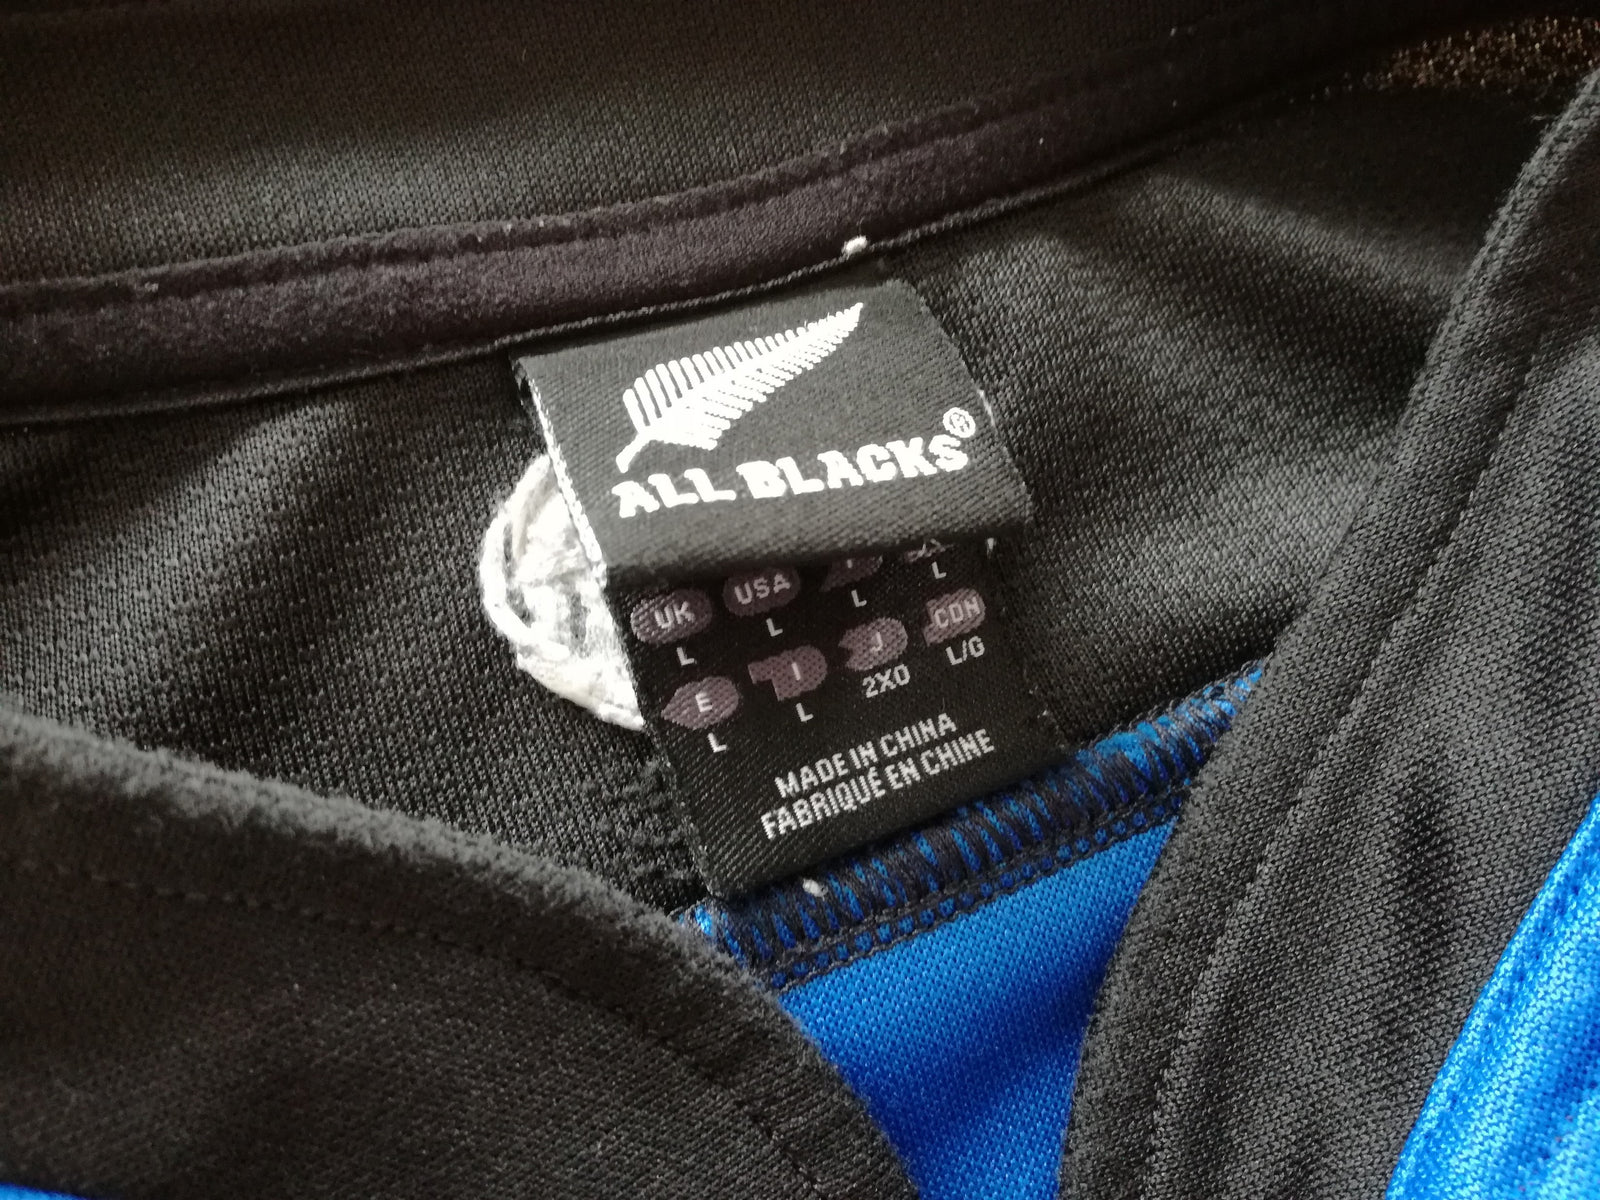 ALL BLACKS®
UK USA
L L L L
E I J CDN
L L 2XO L/G
MADE IN CHINA
FABRIQUÉ EN CHINE